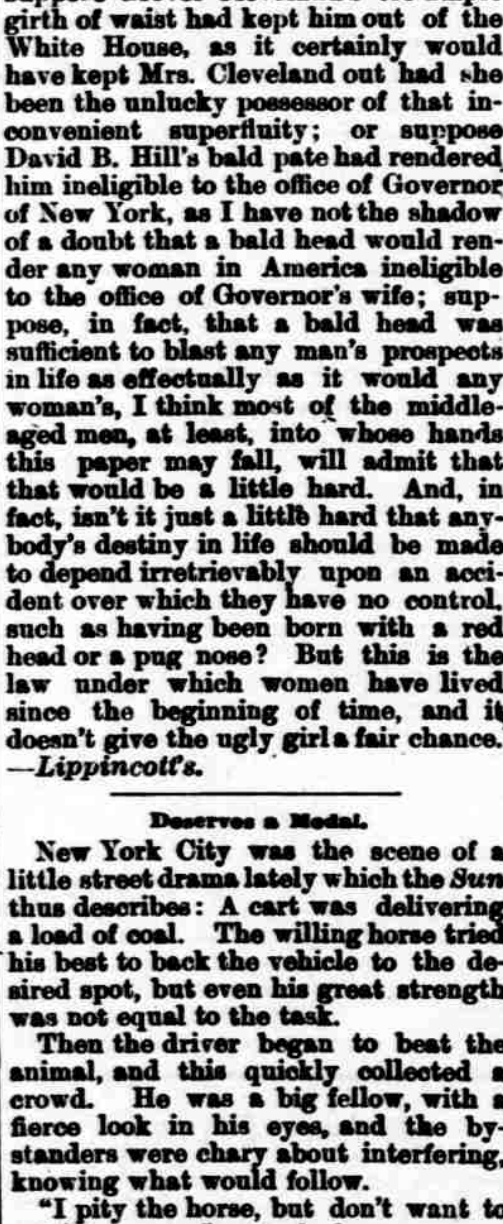 girth of waist had kept him out of the
White House, as it certainly would
have kept Mrs. Cleveland out had she
been the unlucky possessor of that in-
convenient superfluity; or suppose
David B. Hill's bald pate had rendered
him ineligible to the office of Governor
of New York, as I have not the shadow
of a doubt that a bald head would ren-
der any woman in America ineligible
to the office of Governor's wife; sup-
pose, in fact, that a bald head was
sufficient to blast any man's prospects
in life as effectually as it would any
woman's, I think most of the middle-
aged men, at least, into whose hands
this paper may fall, will admit that
that would be a little hard. And, in
fact, isn't it just a little hard that any-
body's destiny in life should be made
to depend irretrievably upon an acci-
dent over which they have no control,
such as having been born with a red
head or a pug nose? But this is the
law under which women have lived
since the beginning of time, and it
doesn't give the ugly girl a fair chance.
—Lippincott's.
Deserves a Medal.
New York City was the scene of a
little street drama lately which the Sun
thus describes: A cart was delivering
a load of coal. The willing horse tried
his best to back the vehicle to the de-
sired spot, but even his great strength
was not equal to the task.
Then the driver began to beat the
animal, and this quickly collected a
crowd. He was a big fellow, with a
fierce look in his eyes, and the by-
standers were chary about interfering,
knowing what would follow.
"I pity the horse, but don't want to